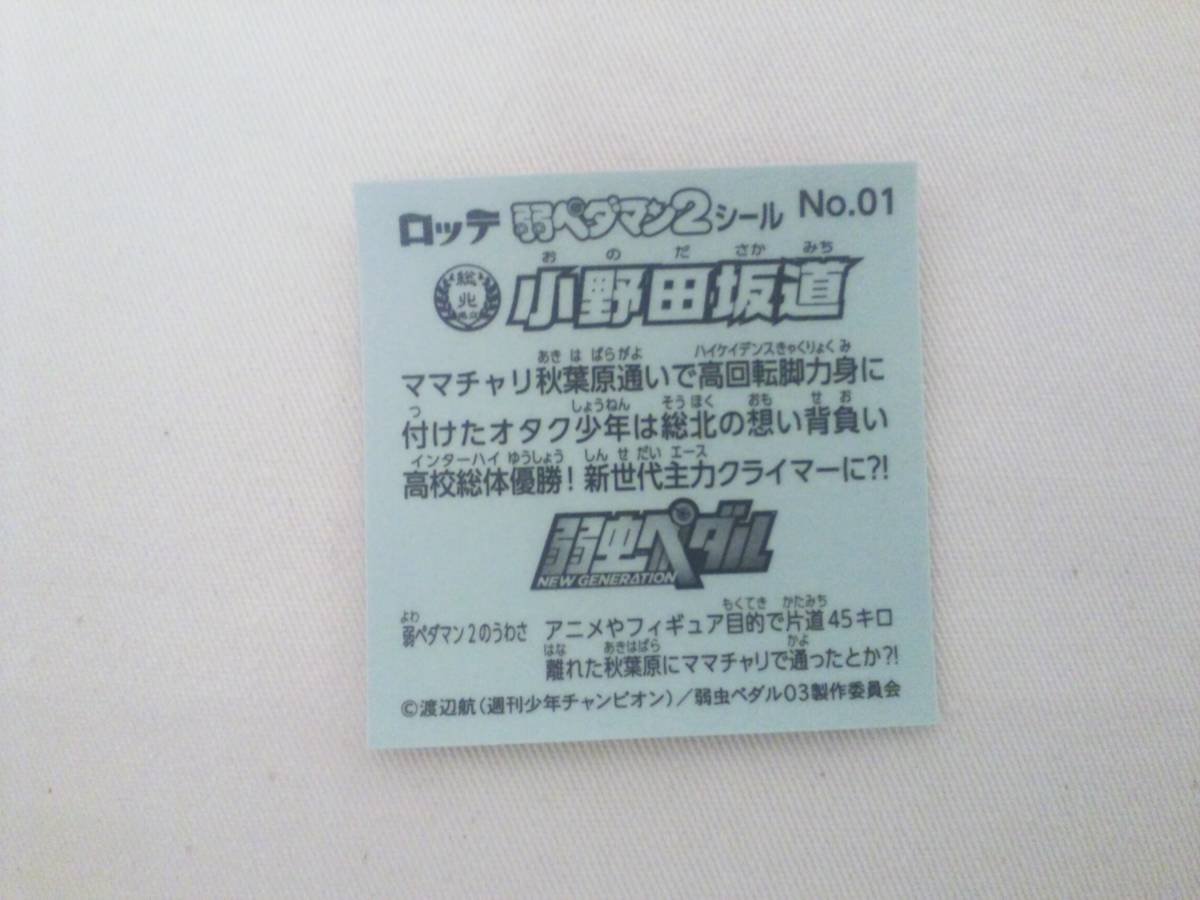 ロッテ 弱ペダマン2シール No.01
お の だ さか みち
総北 小野田坂道
あき は ばらがよ ハイケイデンスきゃくりょく み
ママチャリ秋葉原通いで高回転脚力身に
つ しょうねん そうほく おも せ お
付けたオタク少年は総北の想い背負い
インターハイ ゆうしょう しん せ だい エース
高校総体優勝!新世代主力クライマーに?!
弱虫ペダル
NEW GENERATION
よわ もくてき かたみち
弱ペダマン2のうわさ アニメやフィギュア目的で片道45キロ
はな あきはばら かよ
離れた秋葉原にママチャリで通ったとか?!
©渡辺航(週刊少年チャンピオン)/弱虫ペダル03製作委員会